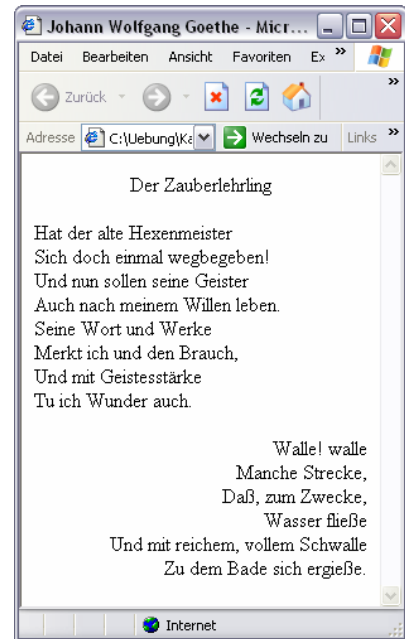 Johann Wolfgang Goethe - Micr...
Datei Bearbeiten Ansicht Favoriten Ex »
Zurück »
Adresse C:\Uebung\Ka Wechseln zu Links »
Der Zauberlehrling
Hat der alte Hexenmeister
Sich doch einmal wegbegeben!
Und nun sollen seine Geister
Auch nach meinem Willen leben.
Seine Wort und Werke
Merkt ich und den Brauch,
Und mit Geistesstärke
Tu ich Wunder auch.
Walle! walle
Manche Strecke,
Daß, zum Zwecke,
Wasser fließe
Und mit reichem, vollem Schwalle
Zu dem Bade sich ergieße.
Internet